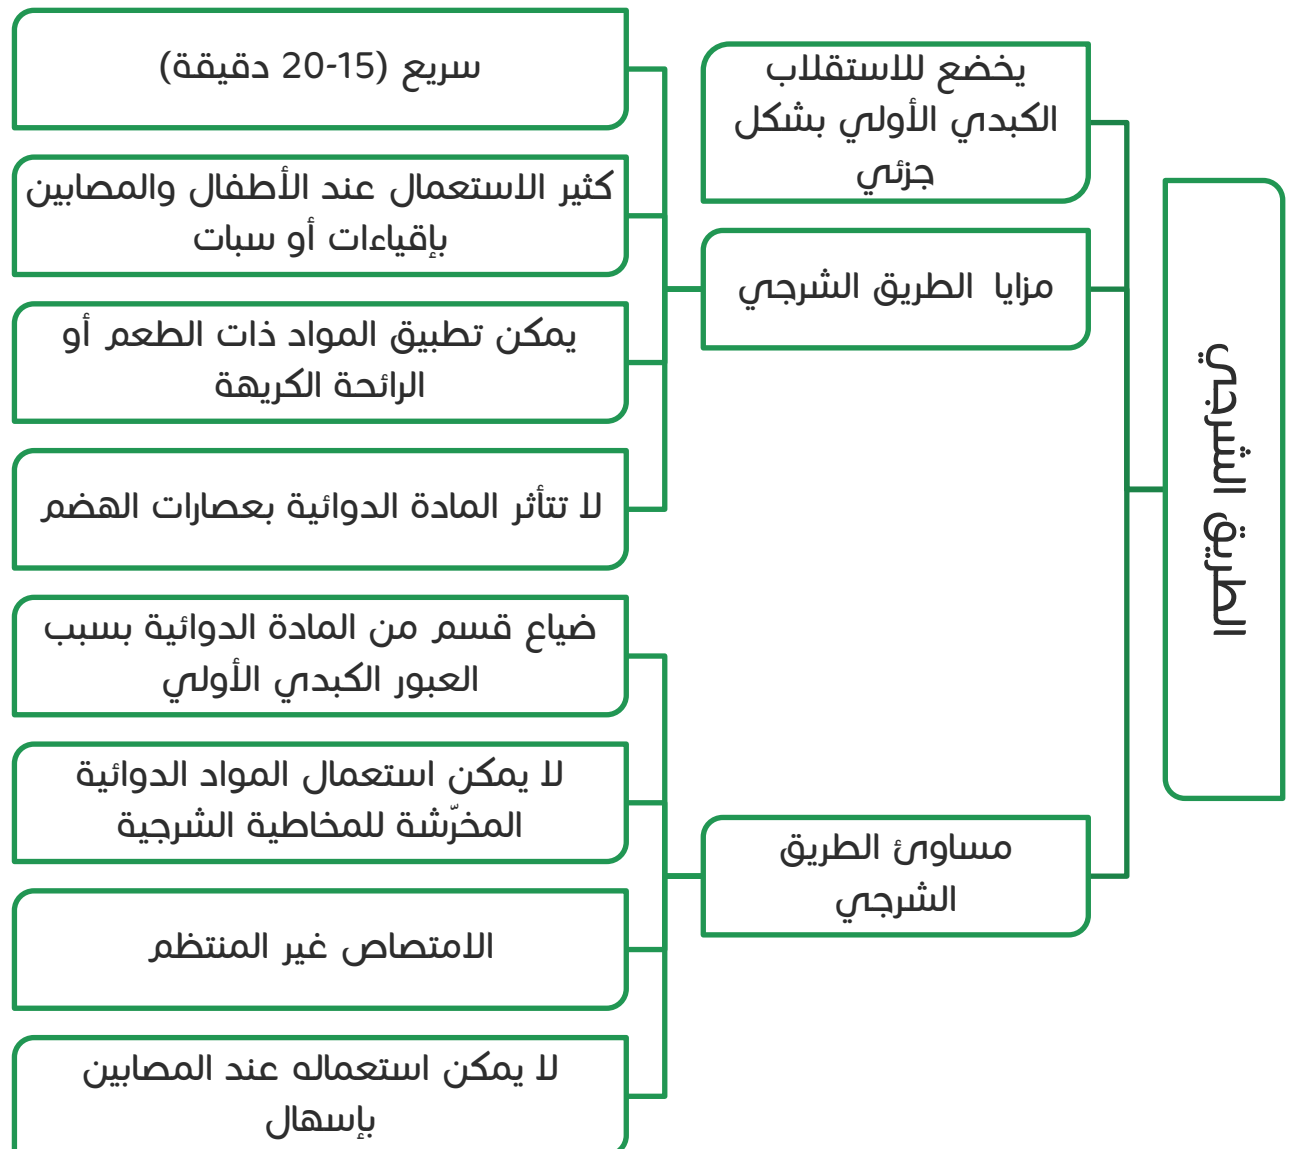 الطريق الشرجي
يخضع للاستقلاب
الكبدي الأولي بشكل
جزئي
مزايا الطريق الشرجي
سريع (15-20 دقيقة)
كثير الاستعمال عند الأطفال والمصابين
بإقياءات أو سبات
يمكن تطبيق المواد ذات الطعم أو
الرائحة الكريهة
لا تتأثر المادة الدوائية بعصارات الهضم
مساوئ الطريق
الشرجي
ضياع قسم من المادة الدوائية بسبب
العبور الكبدي الأولي
لا يمكن استعمال المواد الدوائية
المخرّشة للمخاطية الشرجية
الامتصاص غير المنتظم
لا يمكن استعماله عند المصابين
بإسهال